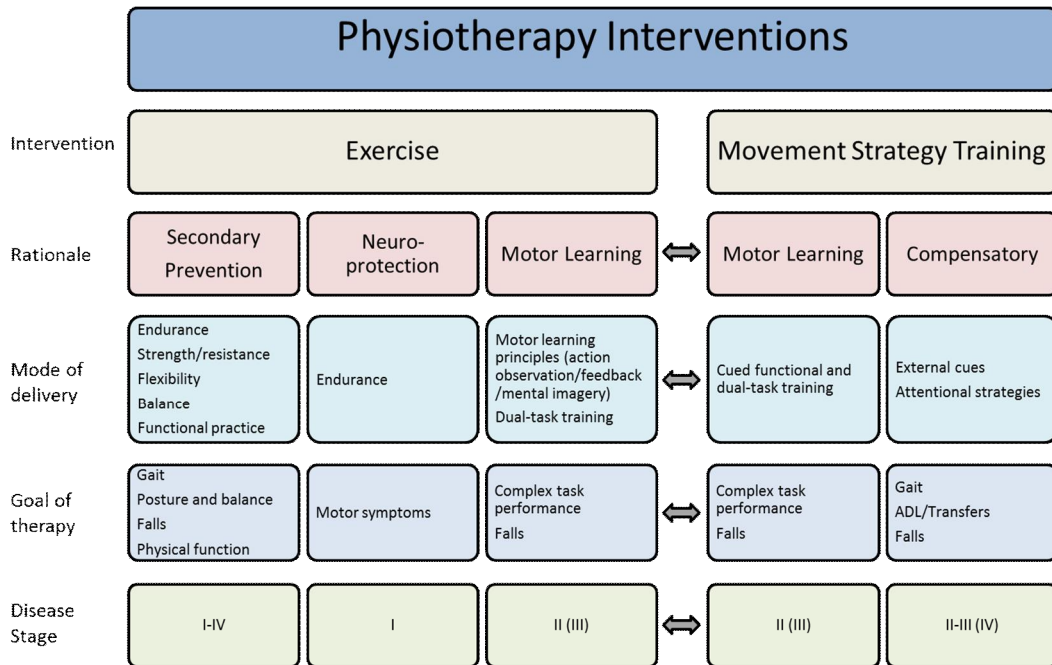 Physiotherapy Interventions
Intervention
Exercise
Movement Strategy Training
Rationale
Secondary
Prevention
Neuro-
protection
Motor Learning
Motor Learning
Compensatory
Mode of
delivery
Endurance
Strength/resistance
Flexibility
Balance
Functional practice
Endurance
Motor learning
principles (action
observation/feedback
/mental imagery)
Dual-task training
Cued functional and
dual-task training
External cues
Attentional strategies
Goal of
therapy
Gait
Posture and balance
Falls
Physical function
Motor symptoms
Complex task
performance
Falls
Complex task
performance
Falls
Gait
ADL/Transfers
Falls
Disease
Stage
I-IV
I
II (III)
II (III)
II-III (IV)